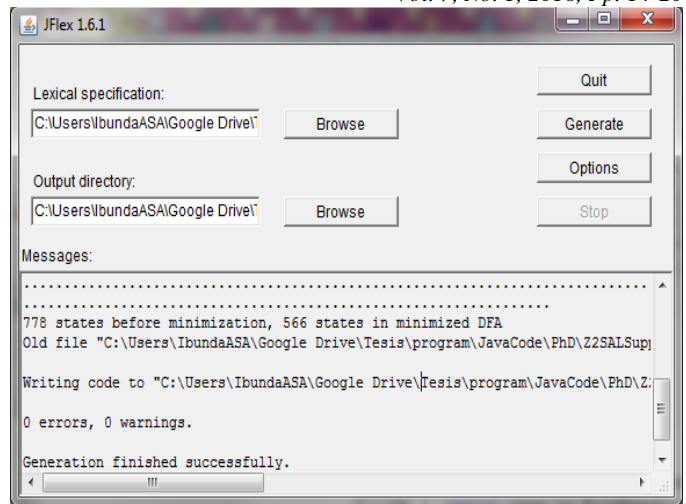 JFlex 1.6.1
Quit
Lexical specification:
C:\Users\IbundaASA\Google Drive\
Browse
Generate
Options
Output directory:
C:\Users\IbundaASA\Google Drive\
Browse
Stop
Messages:
................................................................................
....................................................................
778 states before minimization, 566 states in minimized DFA
Old file "C:\Users\IbundaASA\Google Drive\Tesis\program\JavaCode\PhD\Z2SALSupp
Writing code to "C:\Users\IbundaASA\Google Drive\Tesis\program\JavaCode\PhD\Z
0 errors, 0 warnings.
Generation finished successfully.